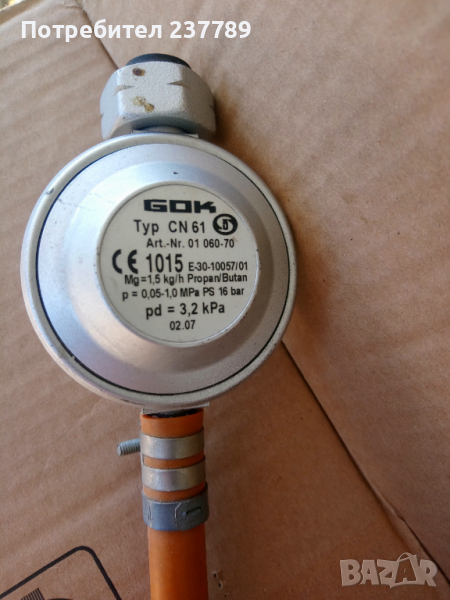 Потребител 237789
GOK
Typ CN 61
Art.-Nr. 01 060-70
CE 1015 E-30-10057/01
Mg=1,5 kg/h Propan/Butan
p = 0,05-1,0 MPa PS 16 bar
pd = 3,2 kPa
02.07
BAZAR